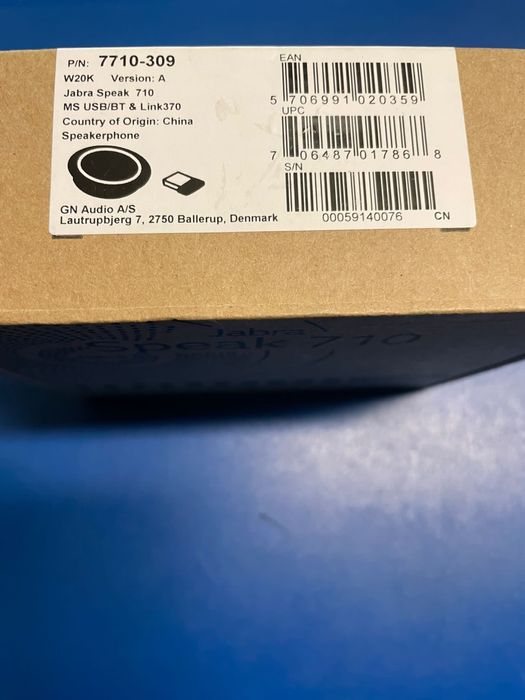 P/N: 7710-309
W20K Version: A
Jabra Speak 710
MS USB/BT & Link370
Country of Origin: China
Speakerphone
GN Audio A/S
Lautrupbjerg 7, 2750 Ballerup, Denmark
EAN
5 706991 020359
UPC
7 06487 01786 8
S/N
00059140076 CN
Jabra
Speak 710